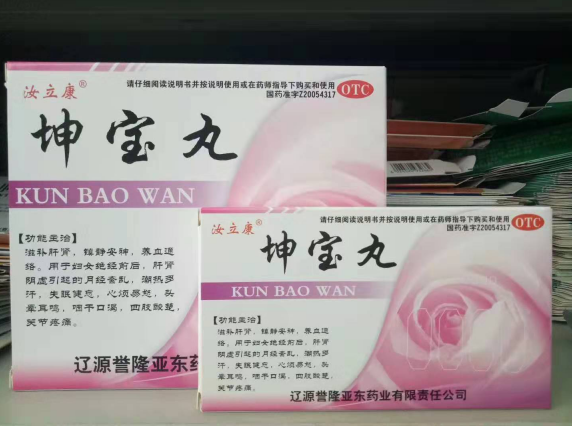 汝立康®
请仔细阅读说明书并按说明使用或在药师指导下购买和使用
国药准字Z20054317
OTC
坤宝丸
KUN BAO WAN
【功能主治】
滋补肝肾，镇静安神，养血通
络。用于妇女绝经前后，肝肾
阴虚引起的月经紊乱，潮热多
汗，失眠健忘，心烦易怒，头
晕耳鸣，咽干口渴，四肢酸楚，
关节疼痛。
辽源誉隆亚东药
汝立康®
请仔细阅读说明书并按说明使用或在药师指导下购买和使用
国药准字Z20054317
OTC
坤宝丸
KUN BAO WAN
【功能主治】
滋补肝肾，镇静安神，养血通
络。用于妇女绝经前后，肝肾
阴虚引起的月经紊乱，潮热多
汗，失眠健忘，心烦易怒，头
晕耳鸣，咽干口渴，四肢酸楚，
关节疼痛。
辽源誉隆亚东药业有限责任公司